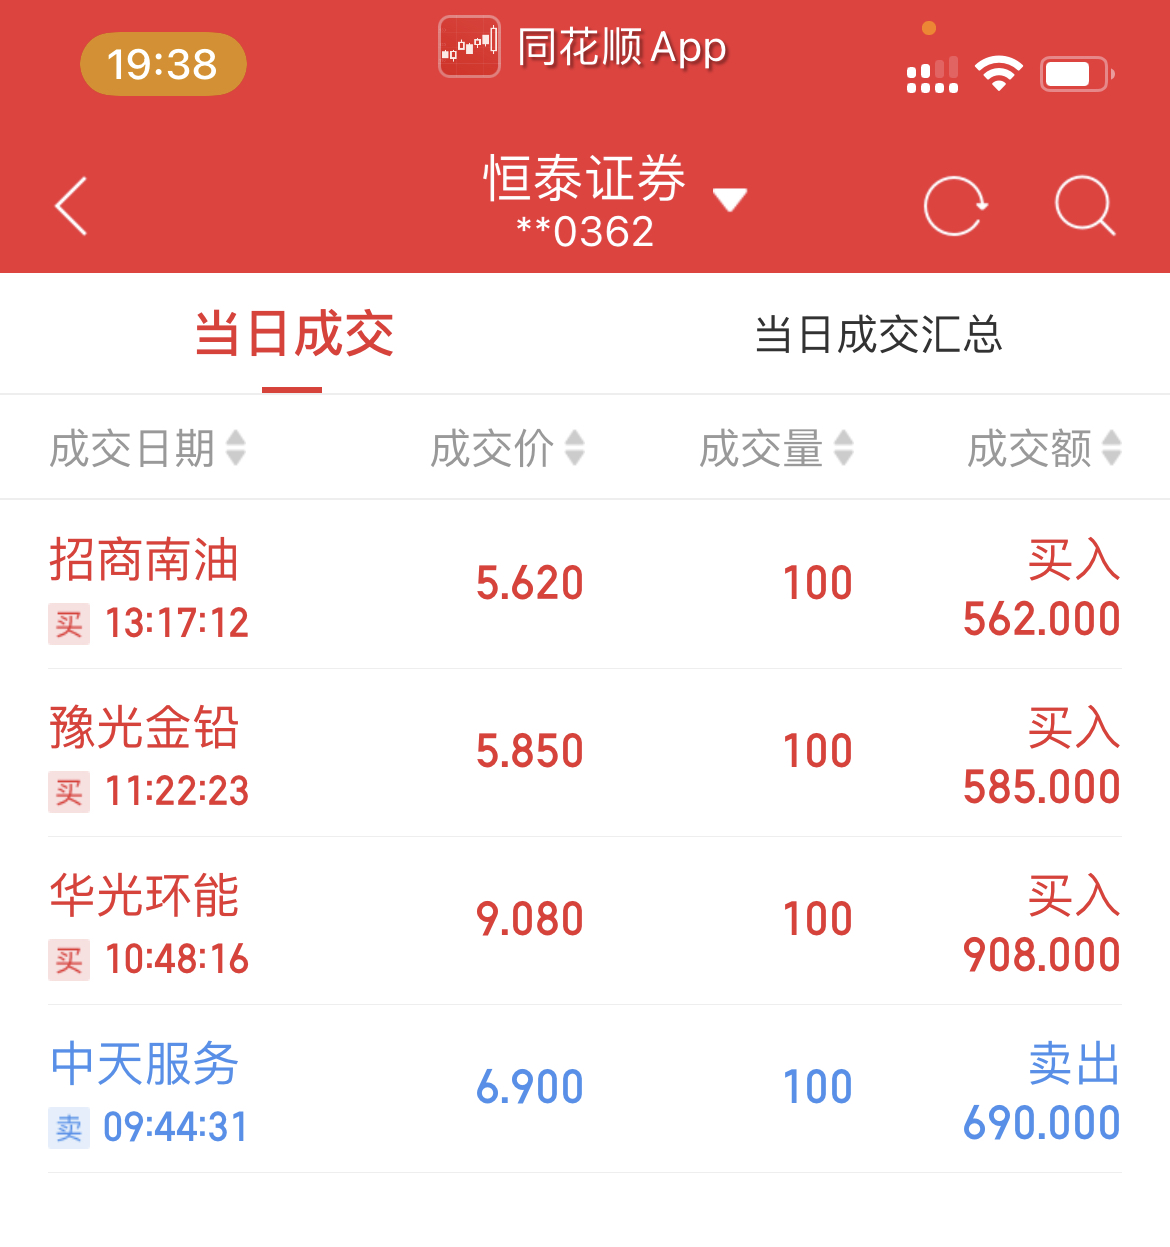 19:38
同花顺App
恒泰证券
**0362
当日成交 当日成交汇总
成交日期 成交价 成交量 成交额
招商南油 5.620 100 买入
买 13:17:12 562.000
豫光金铅 5.850 100 买入
买 11:22:23 585.000
华光环能 9.080 100 买入
买 10:48:16 908.000
中天服务 6.900 100 卖出
卖 09:44:31 690.000